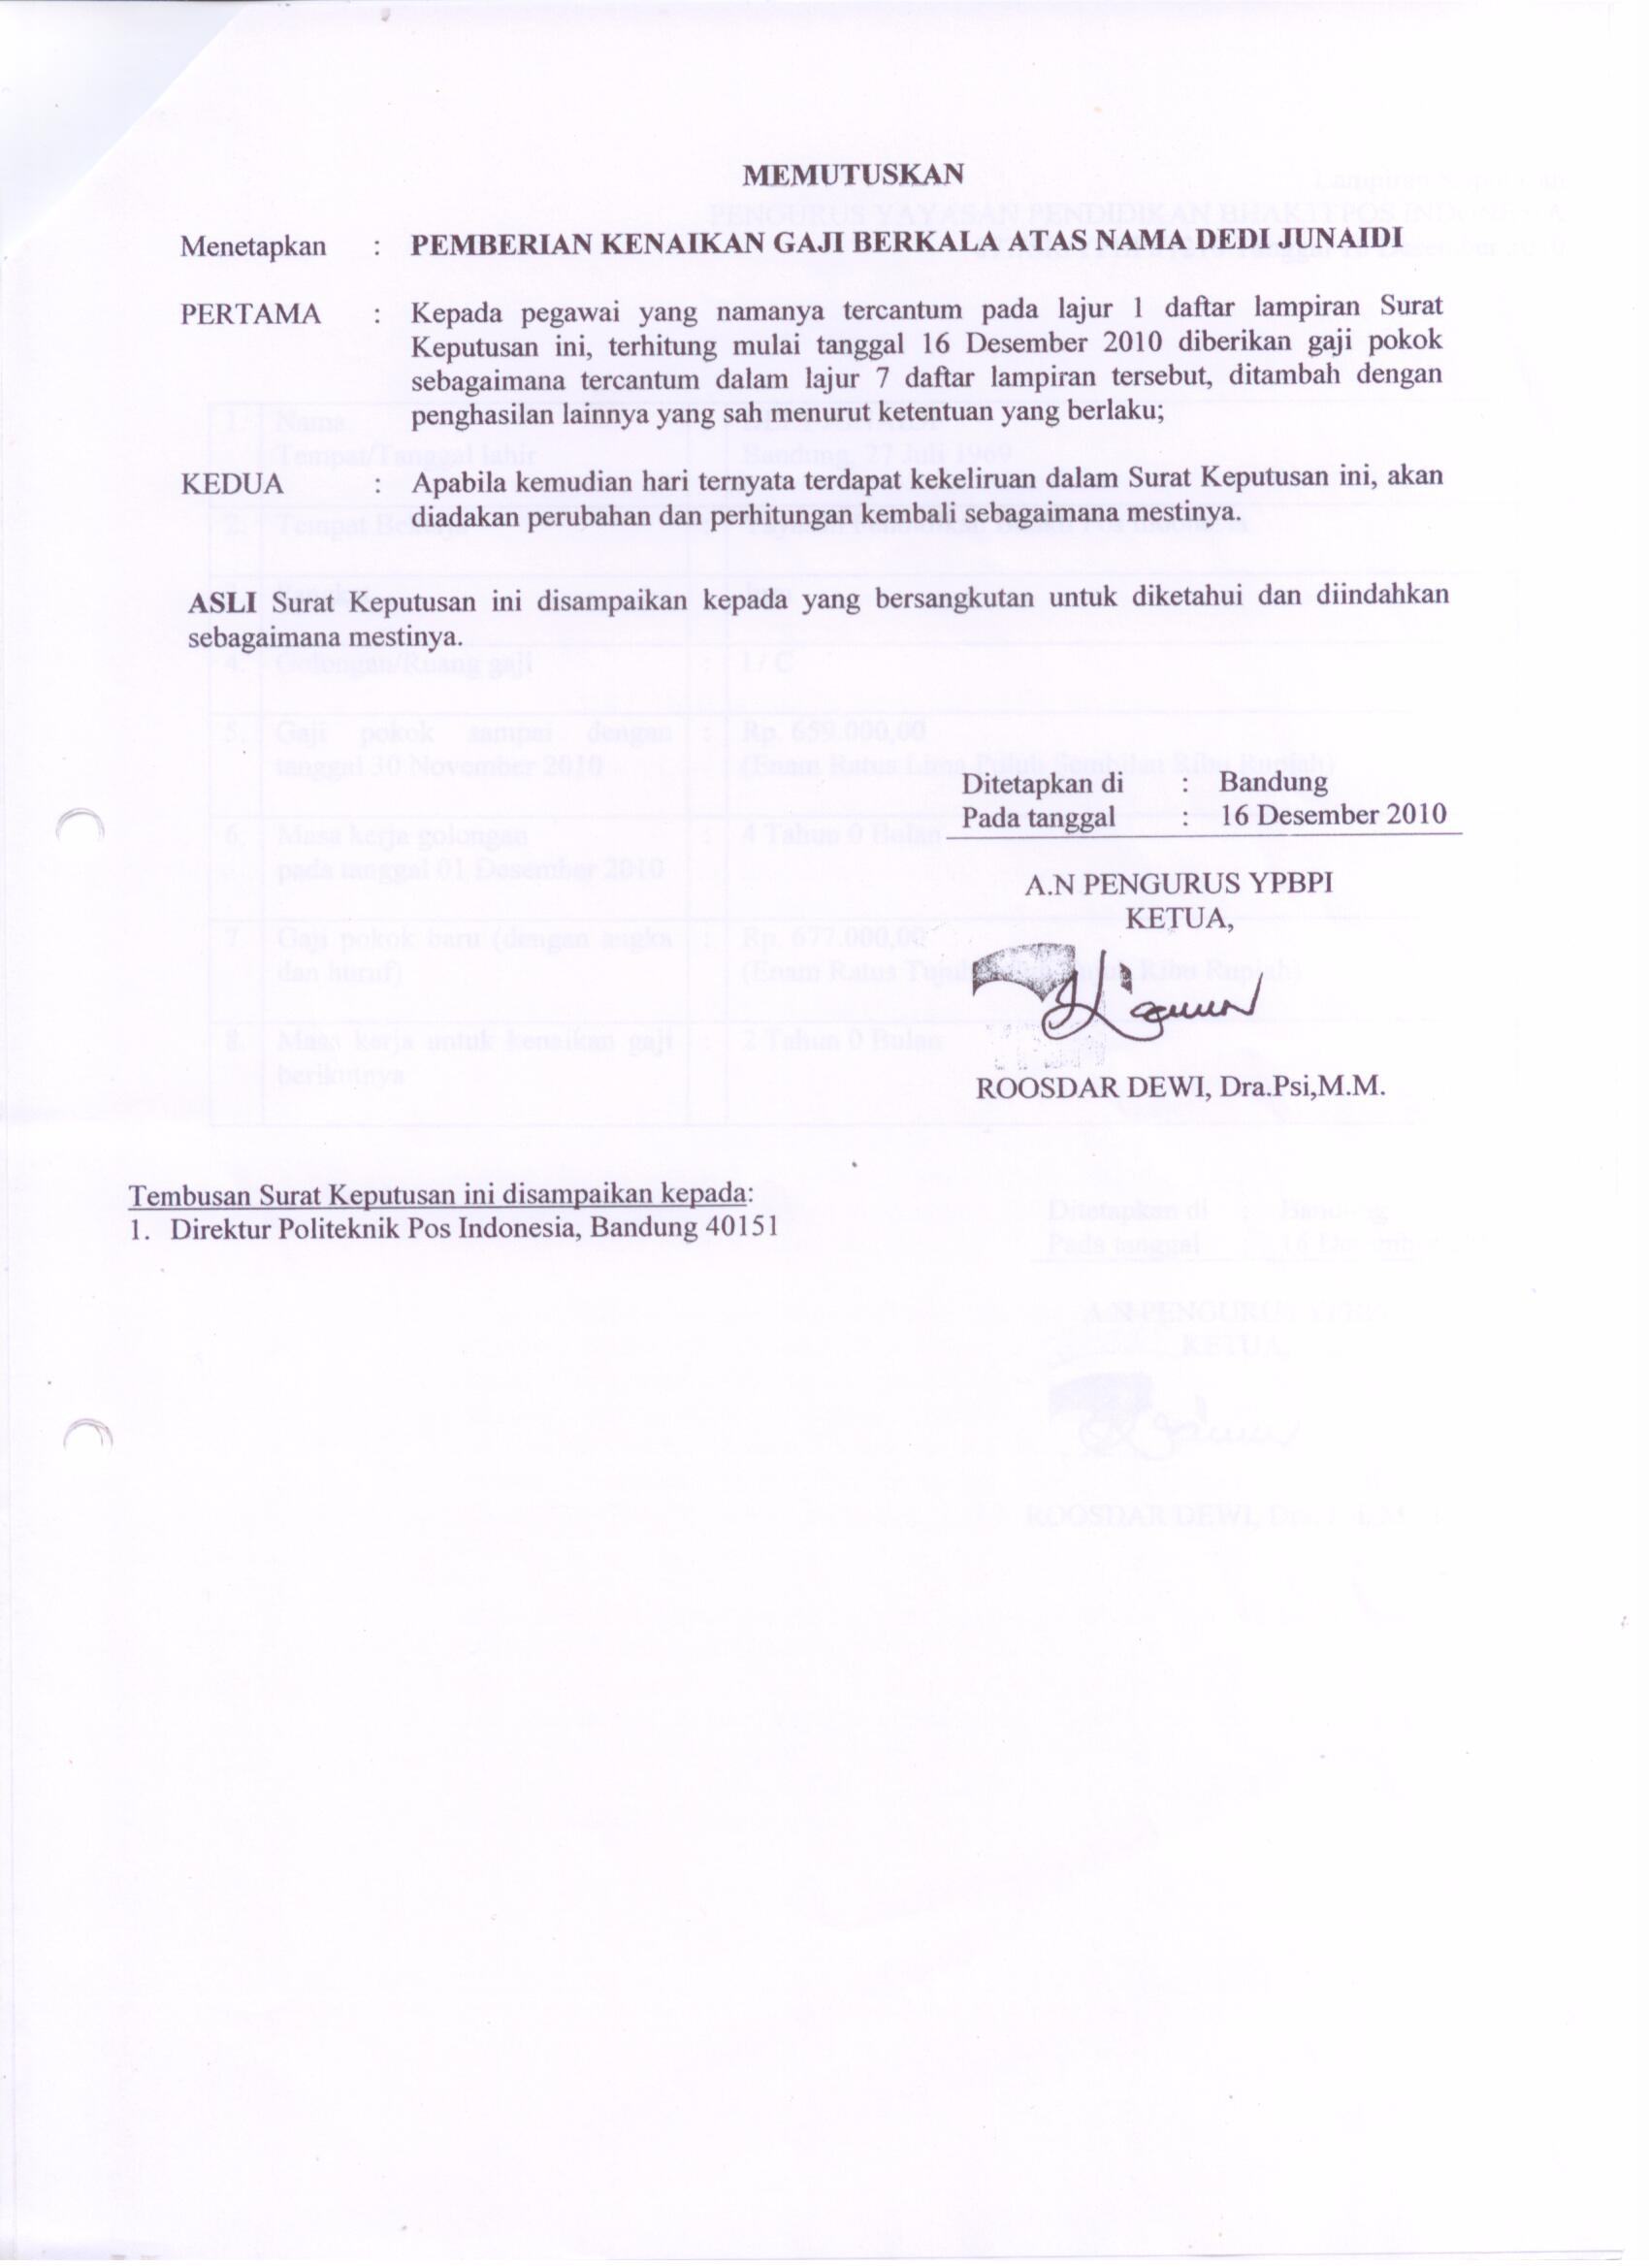 MEMUTUSKAN
Menetapkan : PEMBERIAN KENAIKAN GAJI BERKALA ATAS NAMA DEDI JUNAIDI
PERTAMA : Kepada pegawai yang namanya tercantum pada lajur 1 daftar lampiran Surat
Keputusan ini, terhitung mulai tanggal 16 Desember 2010 diberikan gaji pokok
sebagaimana tercantum dalam lajur 7 daftar lampiran tersebut, ditambah dengan
penghasilan lainnya yang sah menurut ketentuan yang berlaku;
KEDUA : Apabila kemudian hari ternyata terdapat kekeliruan dalam Surat Keputusan ini, akan
diadakan perubahan dan perhitungan kembali sebagaimana mestinya.
ASLI Surat Keputusan ini disampaikan kepada yang bersangkutan untuk diketahui dan diindahkan
sebagaimana mestinya.
Ditetapkan di : Bandung
Pada tanggal : 16 Desember 2010
A.N PENGURUS YPBPI
KETUA,
ROOSDAR DEWI, Dra.Psi,M.M.
Tembusan Surat Keputusan ini disampaikan kepada:
1. Direktur Politeknik Pos Indonesia, Bandung 40151